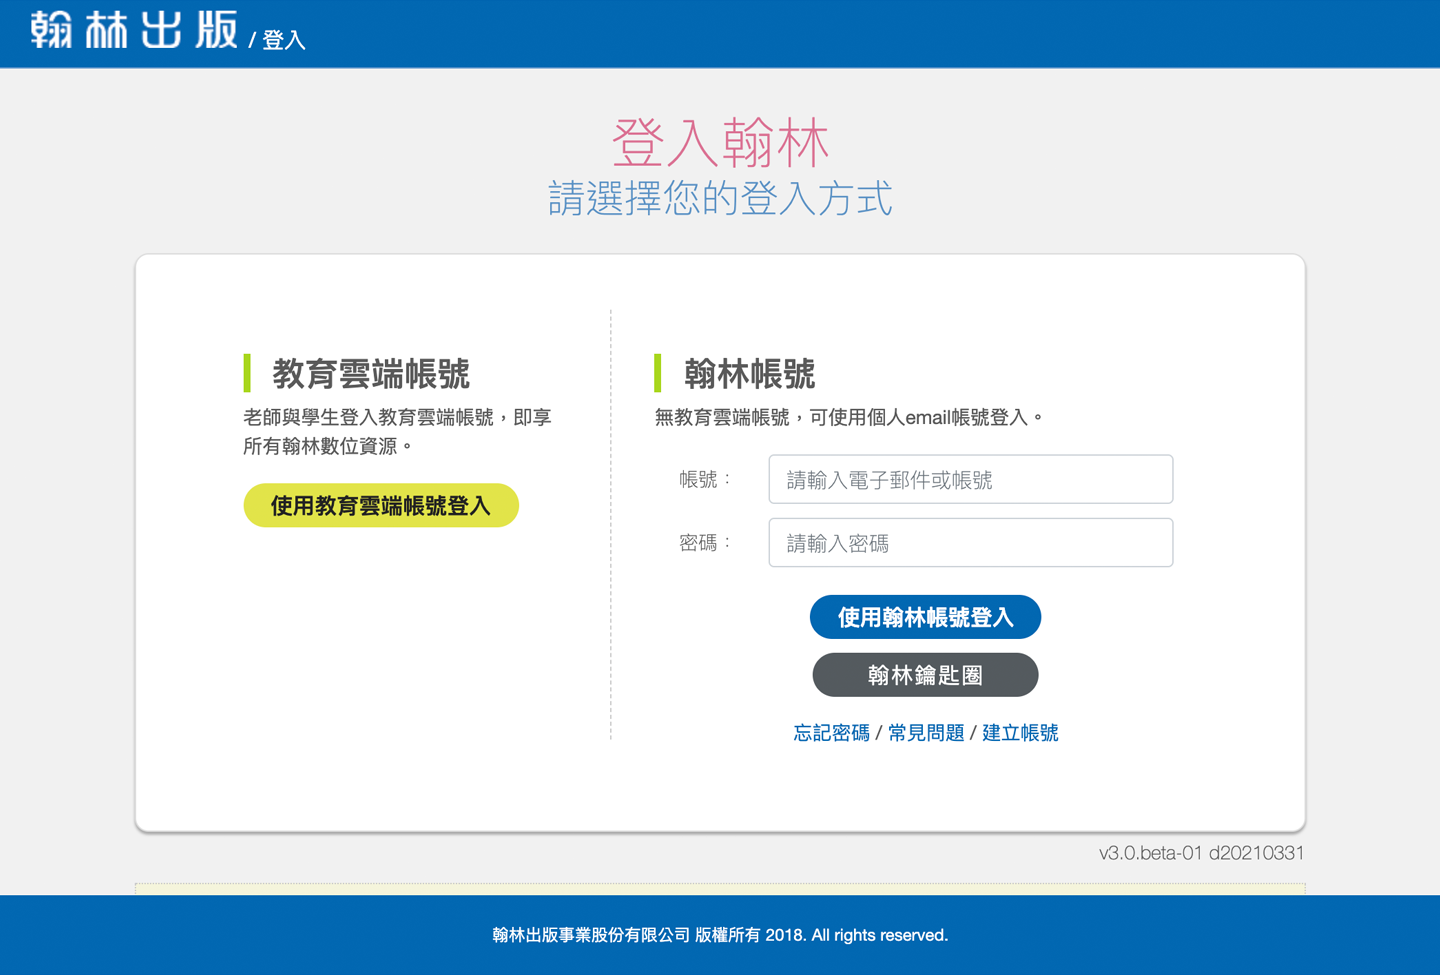 翰林出版 / 登入
登入翰林
請選擇您的登入方式
教育雲端帳號
老師與學生登入教育雲端帳號，即享
所有翰林數位資源。
使用教育雲端帳號登入
翰林帳號
無教育雲端帳號，可使用個人email帳號登入。
帳號： 請輸入電子郵件或帳號
密碼： 請輸入密碼
使用翰林帳號登入
翰林鑰匙圈
忘記密碼 / 常見問題 / 建立帳號
v3.0.beta-01 d20210331
翰林出版事業股份有限公司 版權所有 2018. All rights reserved.